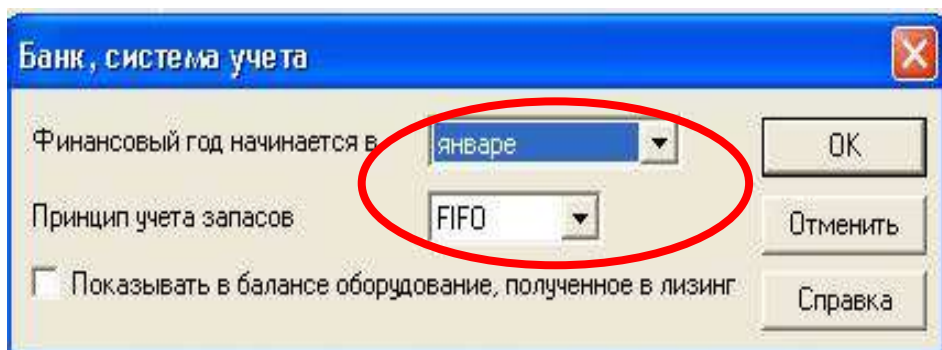 Банк, система учета
Финансовый год начинается в январе
OK
Принцип учета запасов FIFO
Отменить
Показывать в балансе оборудование, полученное в лизинг
Справка